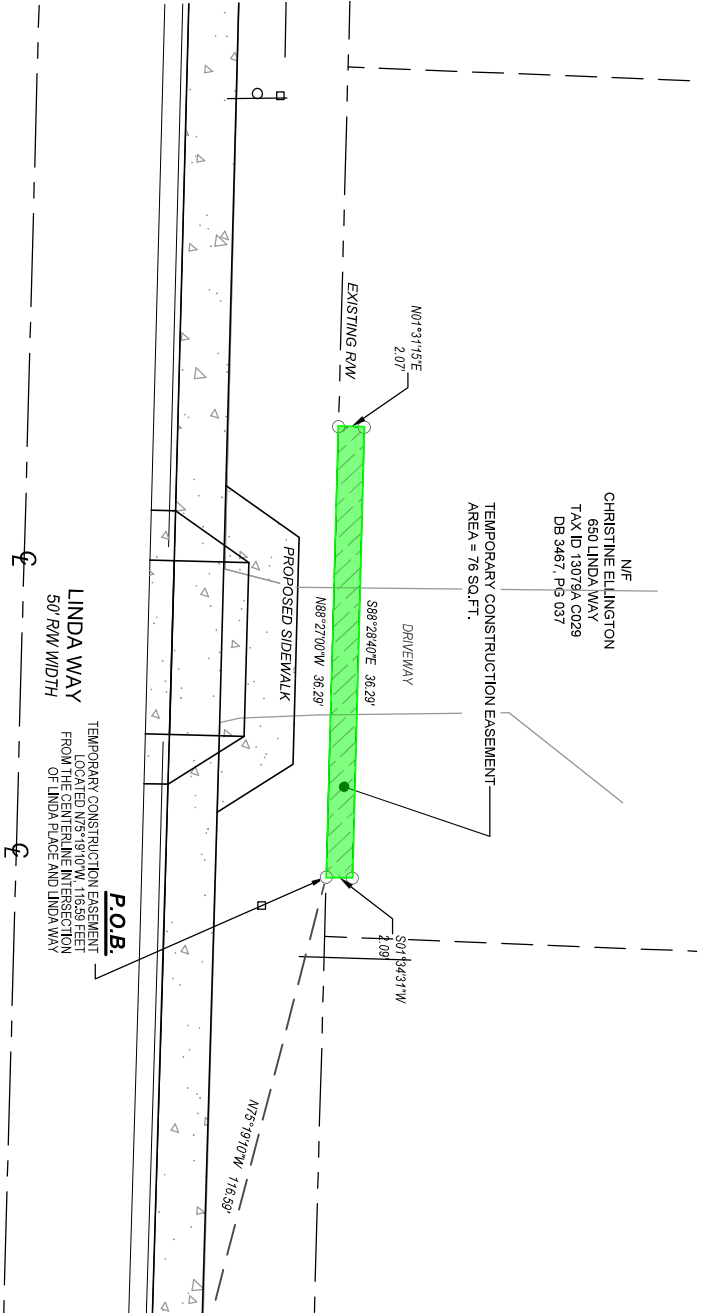 N/F
CHRISTINE ELLINGTON
650 LINDA WAY
TAX ID 13079A C029
DB 3467, PG 037
TEMPORARY CONSTRUCTION EASEMENT
AREA = 76 SQ.FT.
N01°31'15"E
2.07'
DRIVEWAY
S88°28'40"E 36.29'
N88°27'00"W 36.29'
S01°34'31"W
2.09'
EXISTING R/W
PROPOSED SIDEWALK
N75°19'10"W 116.59'
P.O.B.
TEMPORARY CONSTRUCTION EASEMENT
LOCATED N75°19'10"W, 116.59 FEET
FROM THE CENTERLINE INTERSECTION
OF LINDA PLACE AND LINDA WAY
LINDA WAY
50' R/W WIDTH
℄
℄